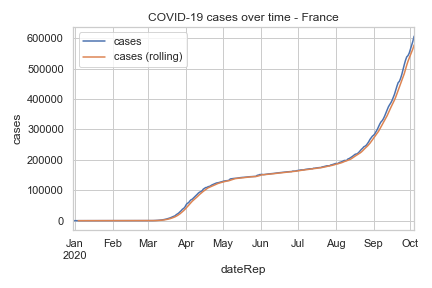 COVID-19 cases over time - France
cases
cases (rolling)
600000
500000
400000
300000
200000
100000
0
cases
Jan Feb Mar Apr May Jun Jul Aug Sep Oct
2020
dateRep